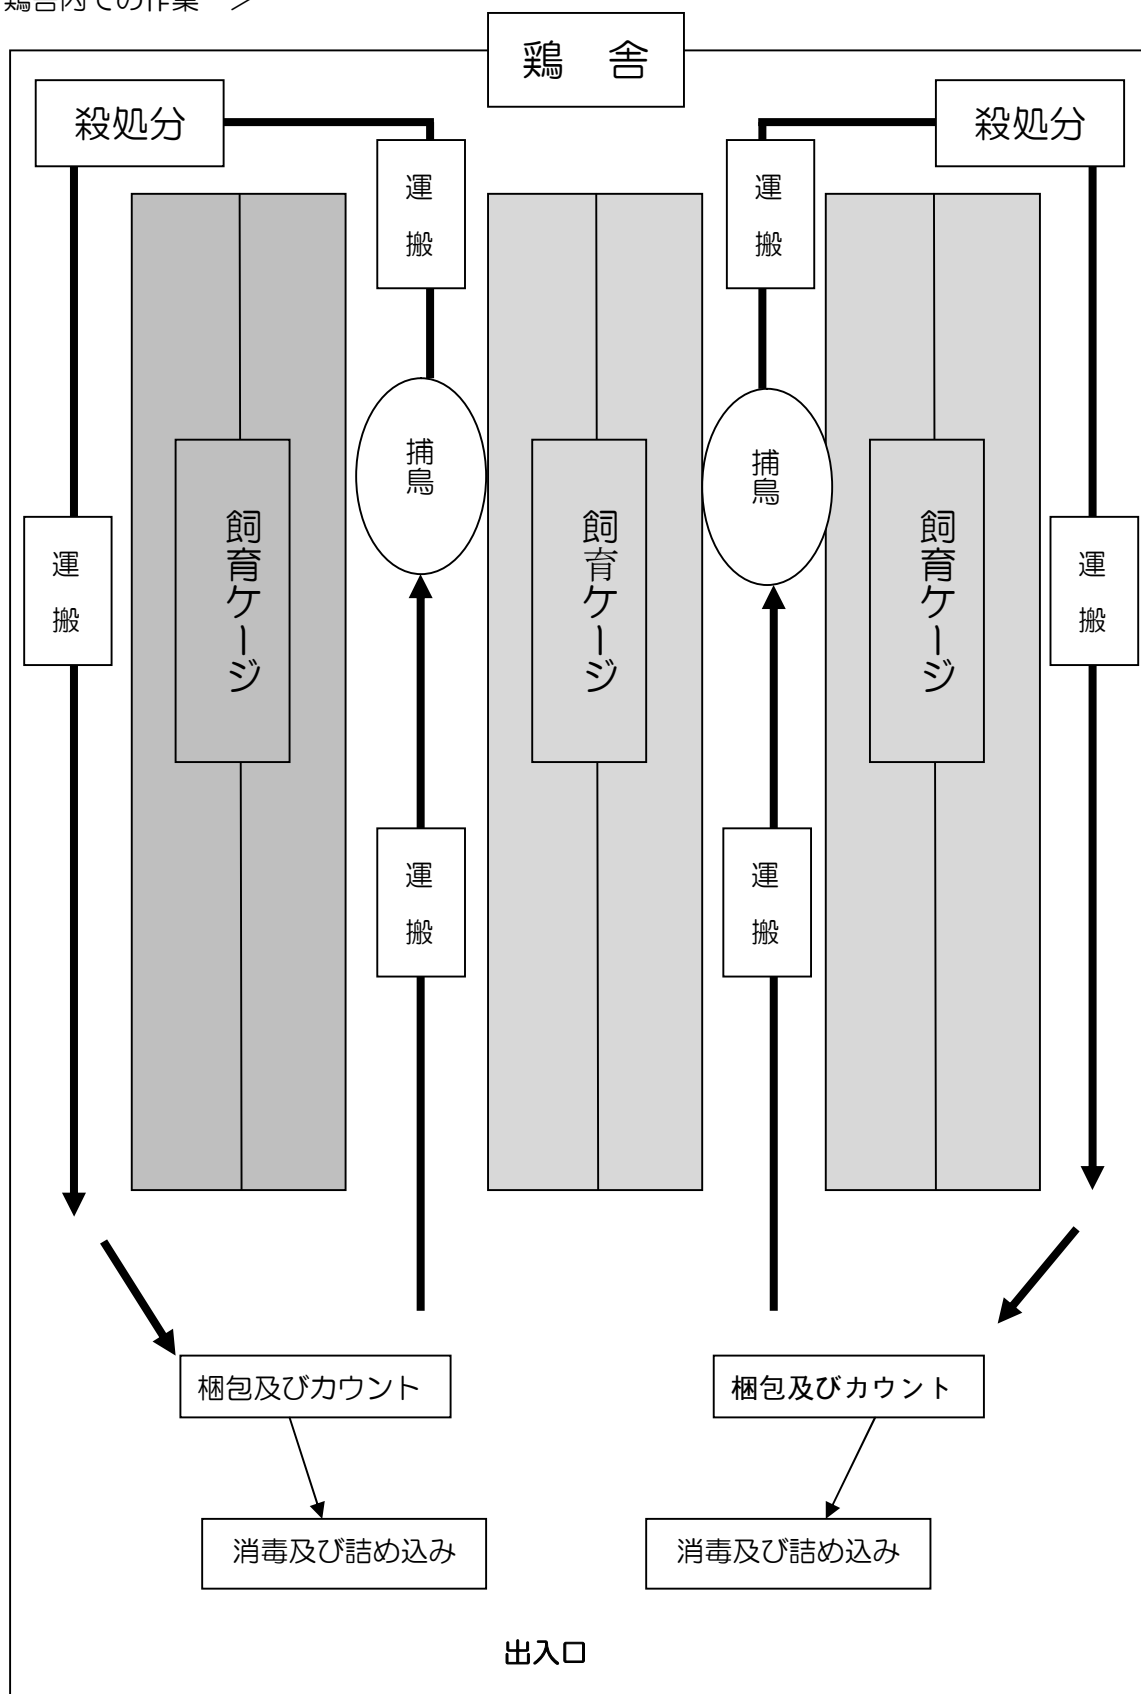 鶏舎内での作業 >
鶏 舎
殺処分
殺処分
運搬
運搬
捕鳥
捕鳥
飼育ケージ
飼育ケージ
飼育ケージ
運搬
運搬
運搬
運搬
梱包及びカウント
梱包及びカウント
消毒及び詰め込み
消毒及び詰め込み
出入口